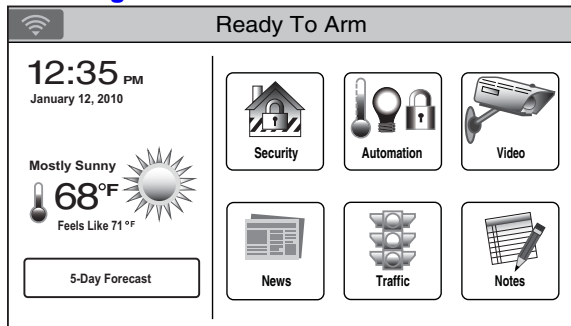 Ready To Arm
12:35 PM
January 12, 2010
Mostly Sunny
68°F
Feels Like 71°F
5-Day Forecast
Security
Automation
Video
News
Traffic
Notes